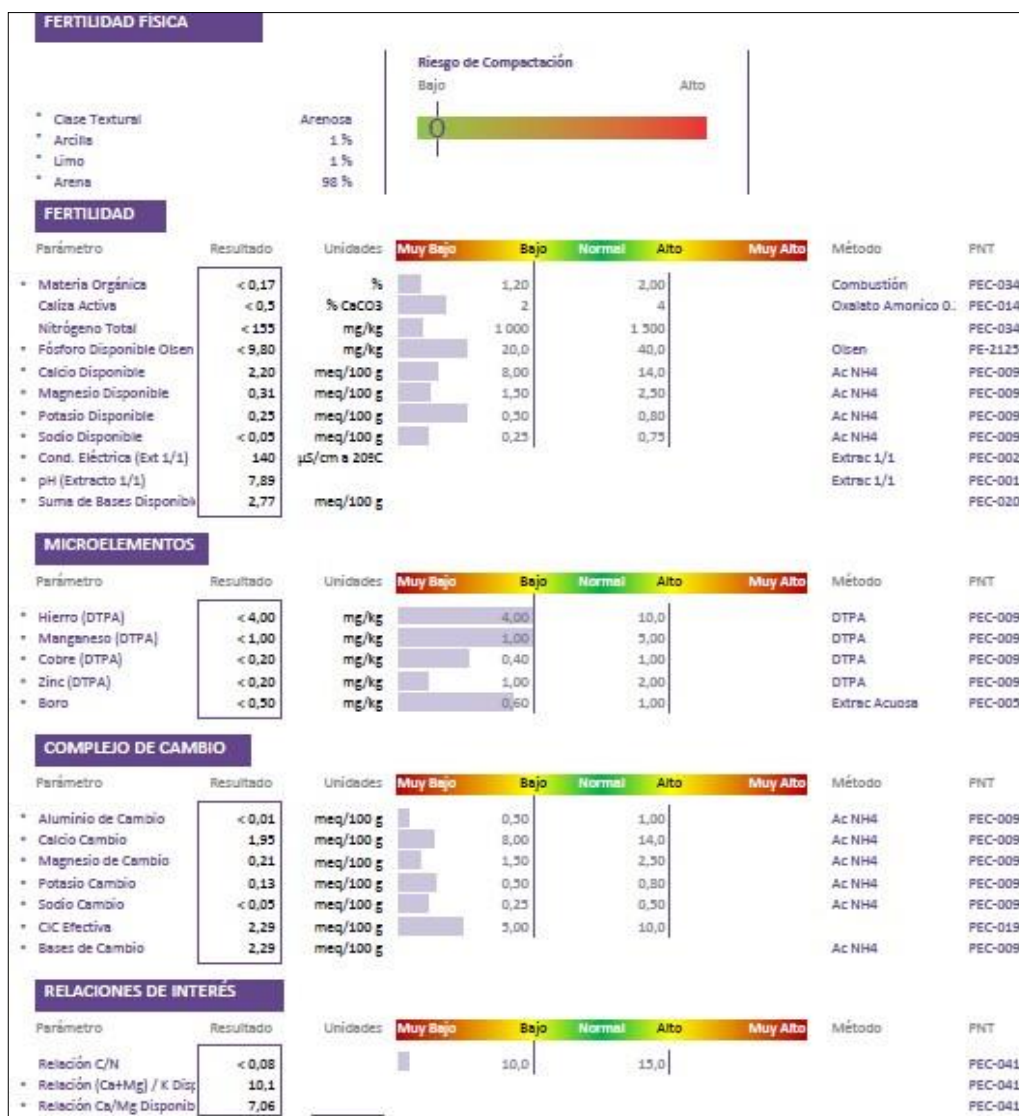 FERTILIDAD FÍSICA
Riesgo de Compactación
Bajo Alto
* Clase Textural Arenosa
* Arcilla 1 %
* Limo 1 %
* Arena 98 %
FERTILIDAD
Parámetro Resultado Unidades Muy Bajo Bajo Normal Alto Muy Alto Método PNT
* Materia Orgánica < 0,17 % 1,20 2,00 Combustión PEC-034
Caliza Activa < 0,5 % CaCO3 2 4 Oxalato Amonico 0.. PEC-014
Nitrógeno Total < 155 mg/kg 1 000 1 500 PEC-034
* Fósforo Disponible Olsen < 9,80 mg/kg 20,0 40,0 Olsen PE-2125
* Calcio Disponible 2,20 meq/100 g 8,00 14,0 Ac NH4 PEC-009
* Magnesio Disponible 0,31 meq/100 g 1,50 2,50 Ac NH4 PEC-009
* Potasio Disponible 0,25 meq/100 g 0,50 0,80 Ac NH4 PEC-009
* Sodio Disponible < 0,05 meq/100 g 0,25 0,75 Ac NH4 PEC-009
* Cond. Eléctrica (Ext 1/1) 140 µS/cm a 20ºC Extrac 1/1 PEC-002
* pH (Extracto 1/1) 7,89 Extrac 1/1 PEC-001
* Suma de Bases Disponible 2,77 meq/100 g PEC-020
MICROELEMENTOS
Parámetro Resultado Unidades Muy Bajo Bajo Normal Alto Muy Alto Método PNT
* Hierro (DTPA) < 4,00 mg/kg 4,00 10,0 DTPA PEC-009
* Manganeso (DTPA) < 1,00 mg/kg 1,00 5,00 DTPA PEC-009
* Cobre (DTPA) < 0,20 mg/kg 0,40 1,00 DTPA PEC-009
* Zinc (DTPA) < 0,20 mg/kg 1,00 2,00 DTPA PEC-009
* Boro < 0,50 mg/kg 0,60 1,00 Extrac Acuosa PEC-005
COMPLEJO DE CAMBIO
Parámetro Resultado Unidades Muy Bajo Bajo Normal Alto Muy Alto Método PNT
* Aluminio de Cambio < 0,01 meq/100 g 0,50 1,00 Ac NH4 PEC-009
* Calcio Cambio 1,95 meq/100 g 8,00 14,0 Ac NH4 PEC-009
* Magnesio de Cambio 0,21 meq/100 g 1,50 2,50 Ac NH4 PEC-009
* Potasio Cambio 0,13 meq/100 g 0,50 0,80 Ac NH4 PEC-009
* Sodio Cambio < 0,05 meq/100 g 0,25 0,50 Ac NH4 PEC-009
* CIC Efectiva 2,29 meq/100 g 5,00 10,0 PEC-019
* Bases de Cambio 2,29 meq/100 g Ac NH4 PEC-009
RELACIONES DE INTERÉS
Parámetro Resultado Unidades Muy Bajo Bajo Normal Alto Muy Alto Método PNT
Relación C/N < 0,08 10,0 15,0 PEC-041
* Relación (Ca+Mg) / K Disp 10,1 PEC-041
* Relación Ca/Mg Disponib 7,06 PEC-041